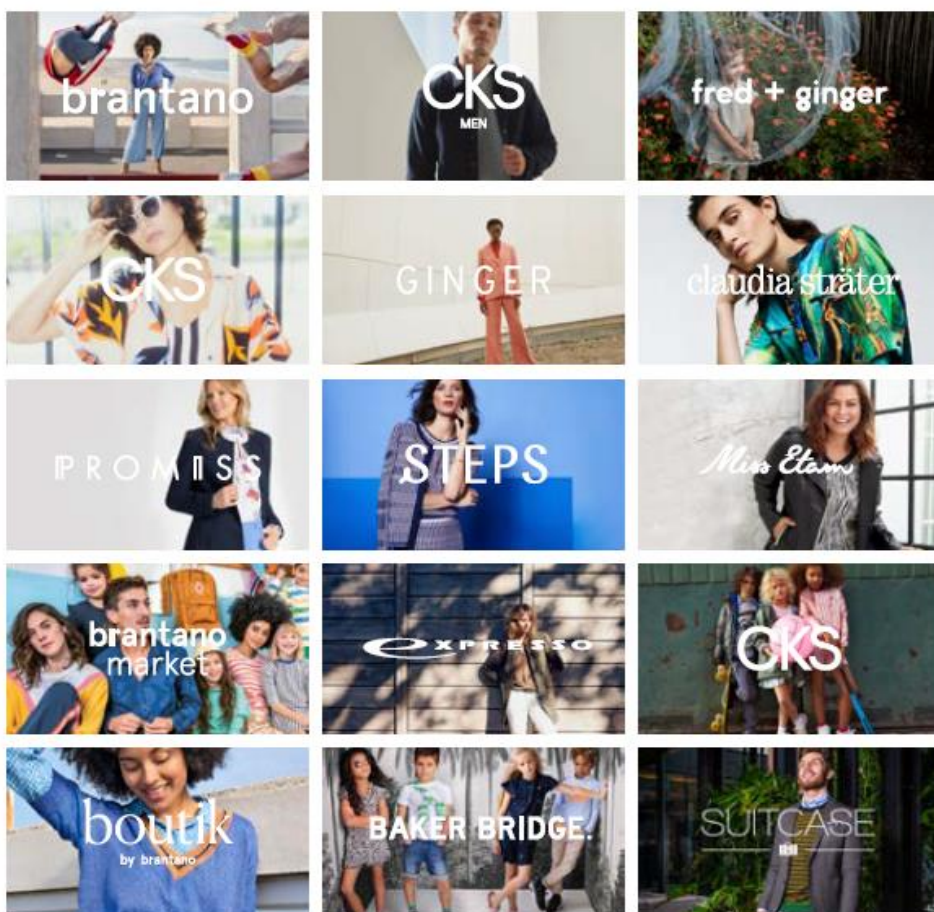 brantano
CKS
MEN
fred + ginger
CKS
GINGER
claudia sträter
PROMISS
STEPS
Miss Etam
brantano
market
expresso
CKS
boutik
by brantano
BAKER BRIDGE.
SUITCASE